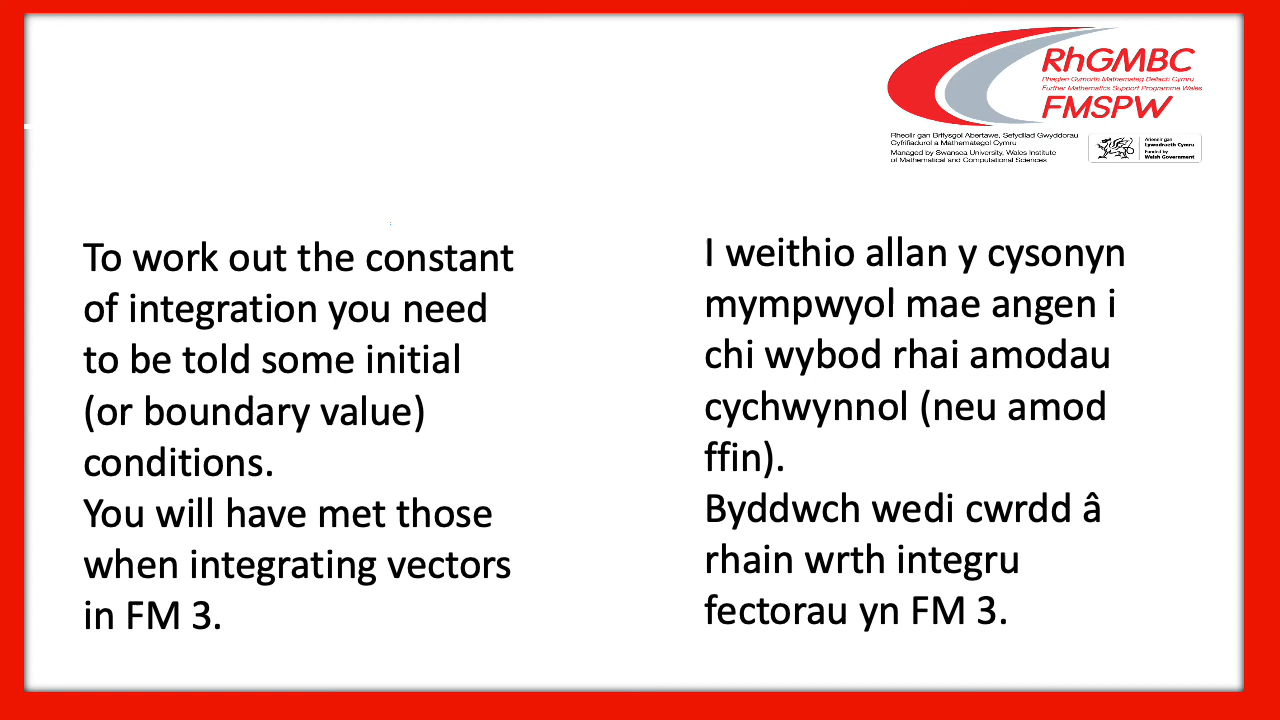 RhGMBC
Rhaglen Gymorth Mathemateg Bellach Cymru
Further Mathematics Support Programme Wales
FMSPW
Rheolir gan Brifysgol Abertawe, Sefydliad Gwyddorau
Cyfrifiadurol a Mathemategol Cymru
Managed by Swansea University, Wales Institute
of Mathematical and Computational Sciences
Ariennir gan
Lywodraeth Cymru
Funded by
Welsh Government
To work out the constant
of integration you need
to be told some initial
(or boundary value)
conditions.
You will have met those
when integrating vectors
in FM 3.
I weithio allan y cysonyn
mympwyol mae angen i
chi wybod rhai amodau
cychwynnol (neu amod
ffin).
Byddwch wedi cwrdd â
rhain wrth integru
fectorau yn FM 3.